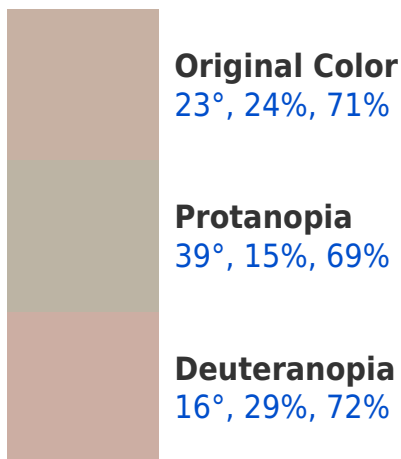 Original Color
23°, 24%, 71%
Protanopia
39°, 15%, 69%
Deuteranopia
16°, 29%, 72%